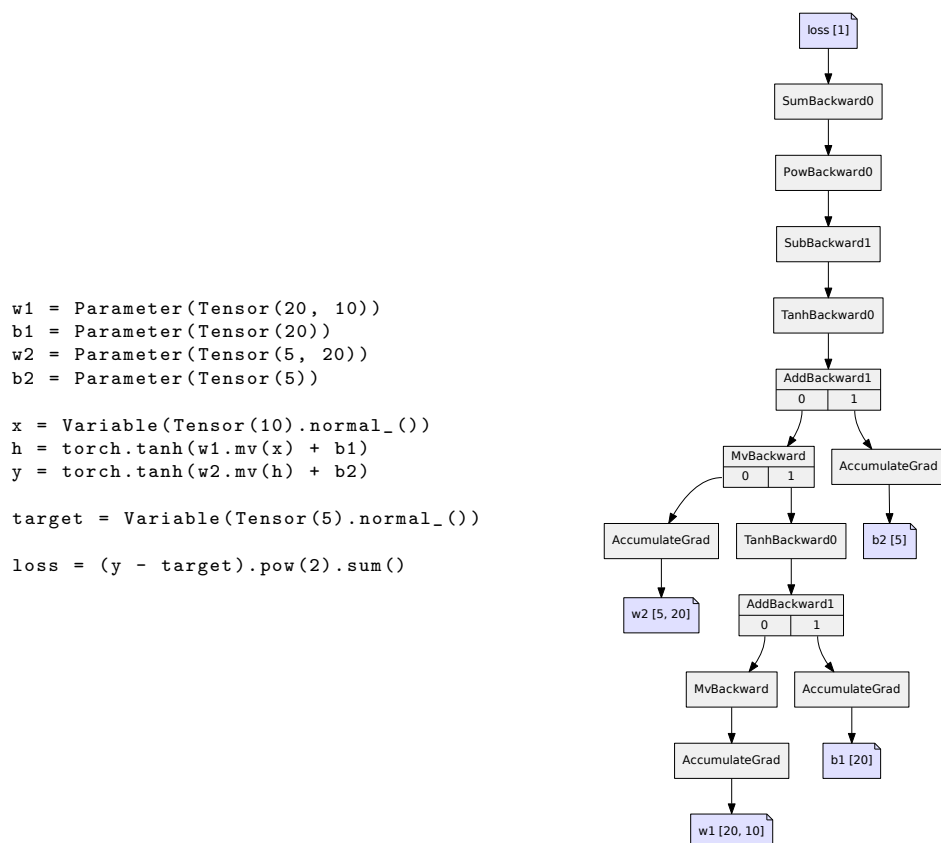 w1 = Parameter(Tensor(20, 10))
b1 = Parameter(Tensor(20))
w2 = Parameter(Tensor(5, 20))
b2 = Parameter(Tensor(5))
x = Variable(Tensor(10).normal_())
h = torch.tanh(w1.mv(x) + b1)
y = torch.tanh(w2.mv(h) + b2)
target = Variable(Tensor(5).normal_())
loss = (y - target).pow(2).sum()
loss [1]
SumBackward0
PowBackward0
SubBackward1
TanhBackward0
AddBackward1
0 1
MvBackward
0 1
AccumulateGrad
AccumulateGrad
TanhBackward0
b2 [5]
w2 [5, 20]
AddBackward1
0 1
MvBackward
AccumulateGrad
AccumulateGrad
b1 [20]
w1 [20, 10]